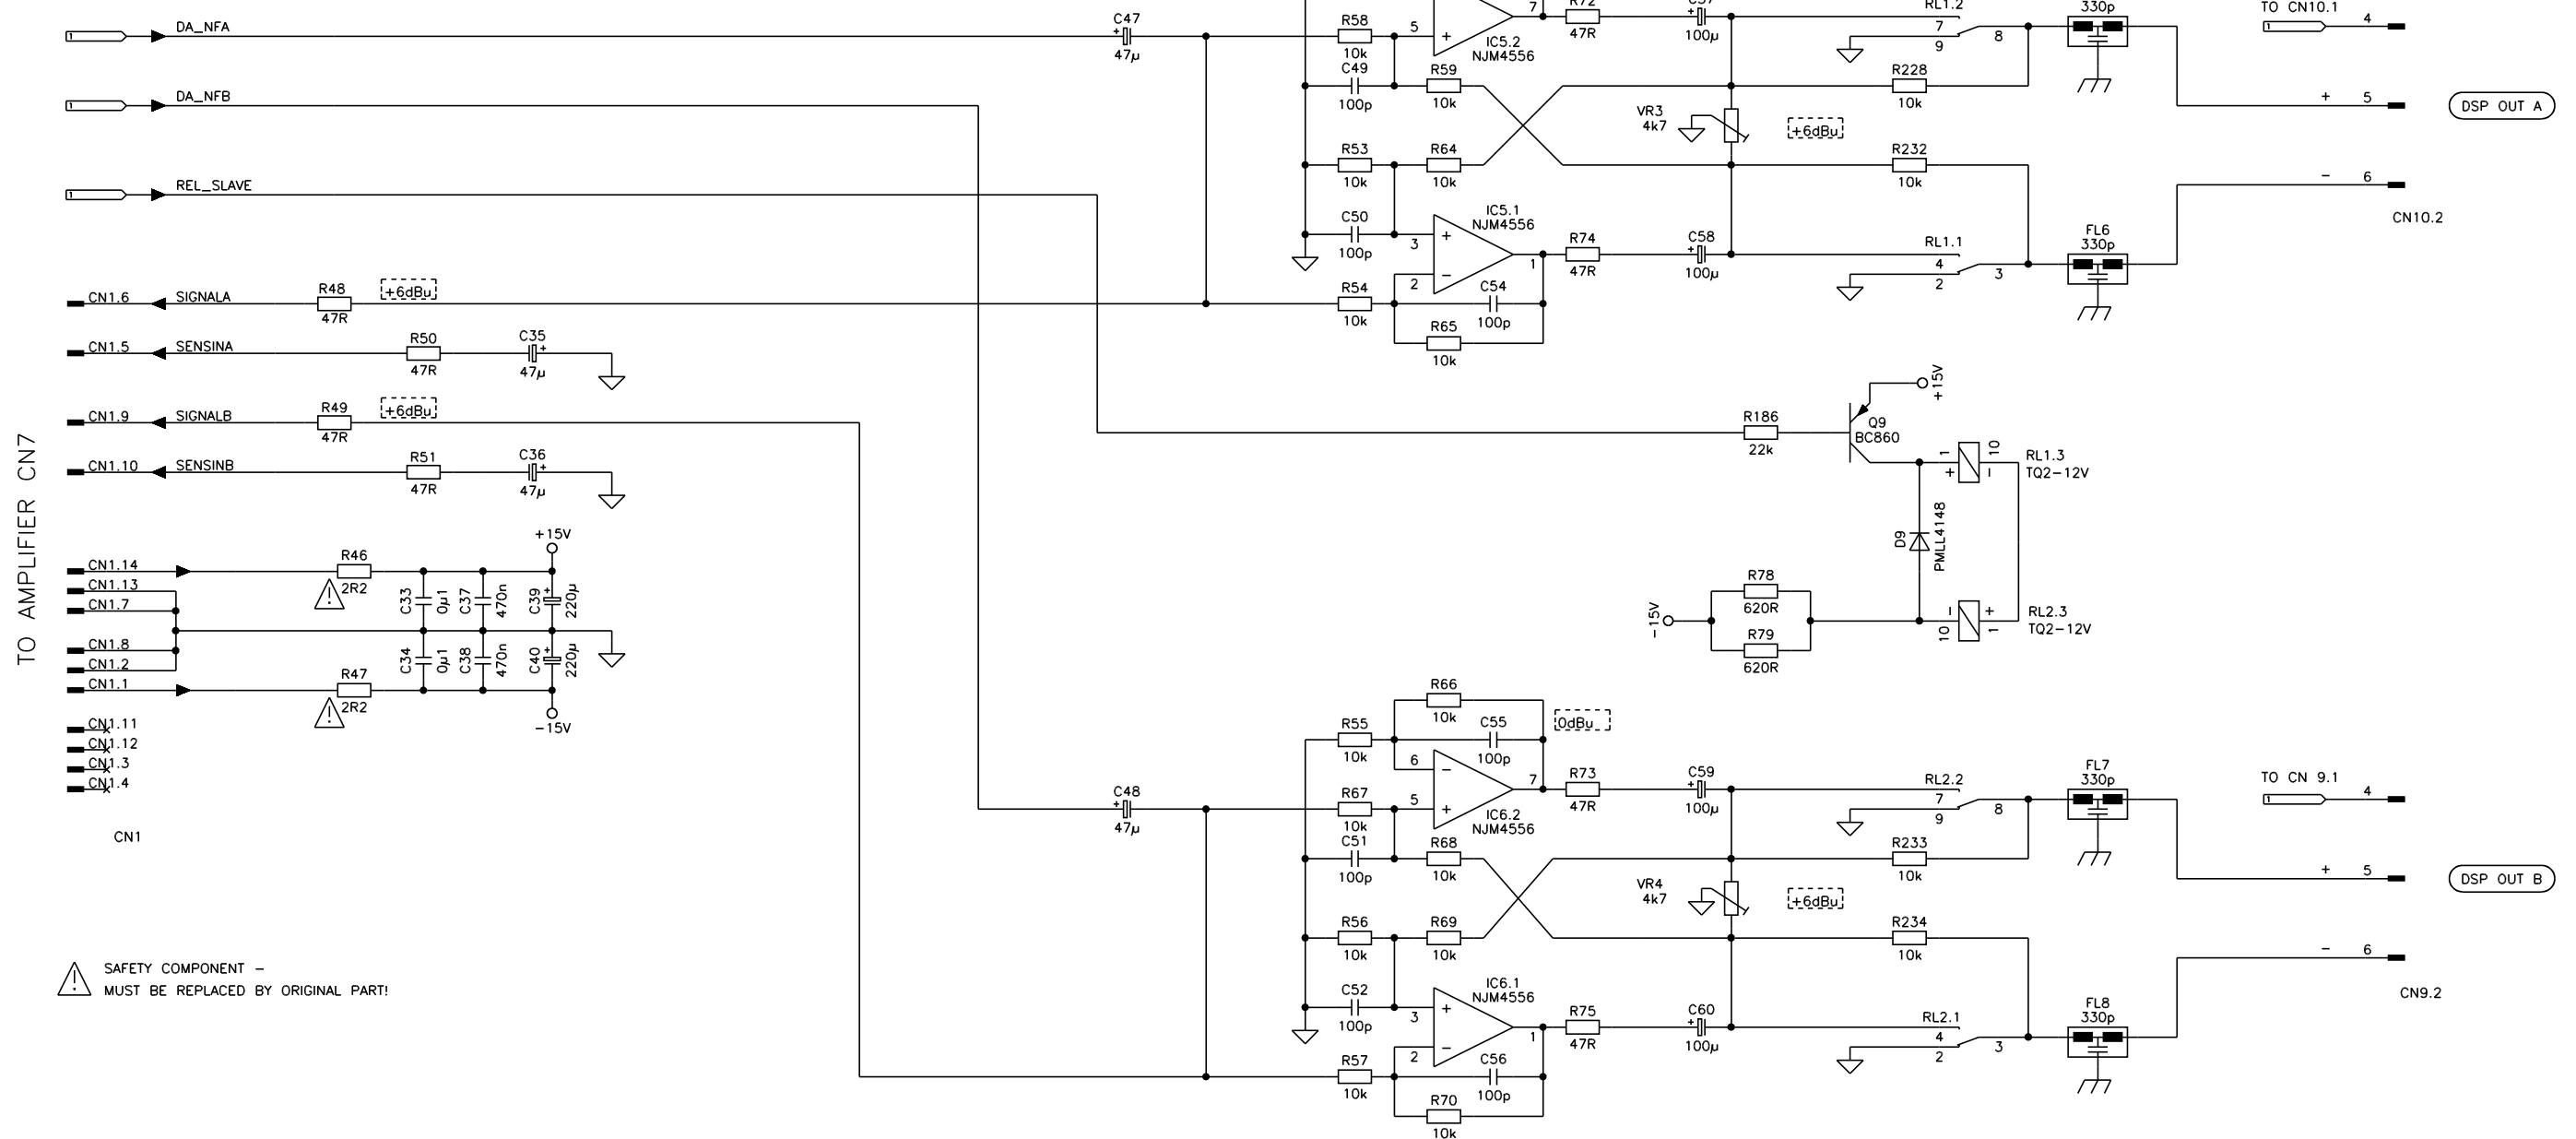 DA_NFA
DA_NFB
REL_SLAVE
CN1.6 SIGNALA R48 47R +6dBu
CN1.5 SENSINA R50 47R C35 + 47µ
CN1.9 SIGNALB R49 47R +6dBu
CN1.10 SENSINB R51 47R C36 + 47µ
TO AMPLIFIER CN7
CN1.14 R46 2R2 +15V
CN1.13
CN1.7
C33 0µ1 C37 470n C39 + 220µ
CN1.8
CN1.2
C34 0µ1 C38 470n C40 + 220µ
CN1.1 R47 2R2 -15V
CN1.11
CN1.12
CN1.3
CN1.4
CN1
SAFETY COMPONENT -
MUST BE REPLACED BY ORIGINAL PART!
C47 + 47µ
R58 10k 5 + 7
IC5.2
NJM4556
47R
100µ
RL1.2
7 9 8
330p
TO CN10.1 4
C49 100p R59 10k
R228 10k
VR3
4k7
+6dBu
+ 5 DSP OUT A
R53 10k R64 10k
R232 10k
- 6
CN10.2
C50 100p 3 + 2 - 1
IC5.1
NJM4556
R74 47R C58 + 100µ
RL1.1
4 2 3
FL6
330p
R54 10k C54 100p
R65 10k
R186 22k
Q9
BC860
+15V
1 + 10 -
RL1.3
TQ2-12V
D9 PMLL4148
R78 620R
-15V
R79 620R
- 10 + 1
RL2.3
TQ2-12V
R66 10k
0dBu
R55 10k C55 100p
6 - 5 + 7
C48 + 47µ
R67 10k
IC6.2
NJM4556
R73 47R C59 + 100µ
RL2.2
7 9 8
FL7
330p
TO CN 9.1 4
C51 100p R68 10k
R233 10k
VR4
4k7
+6dBu
+ 5 DSP OUT B
R56 10k R69 10k
R234 10k
- 6
CN9.2
C52 100p 3 + 2 - 1
IC6.1
NJM4556
R75 47R C60 + 100µ
RL2.1
4 2 3
FL8
330p
R57 10k C56 100p
R70 10k